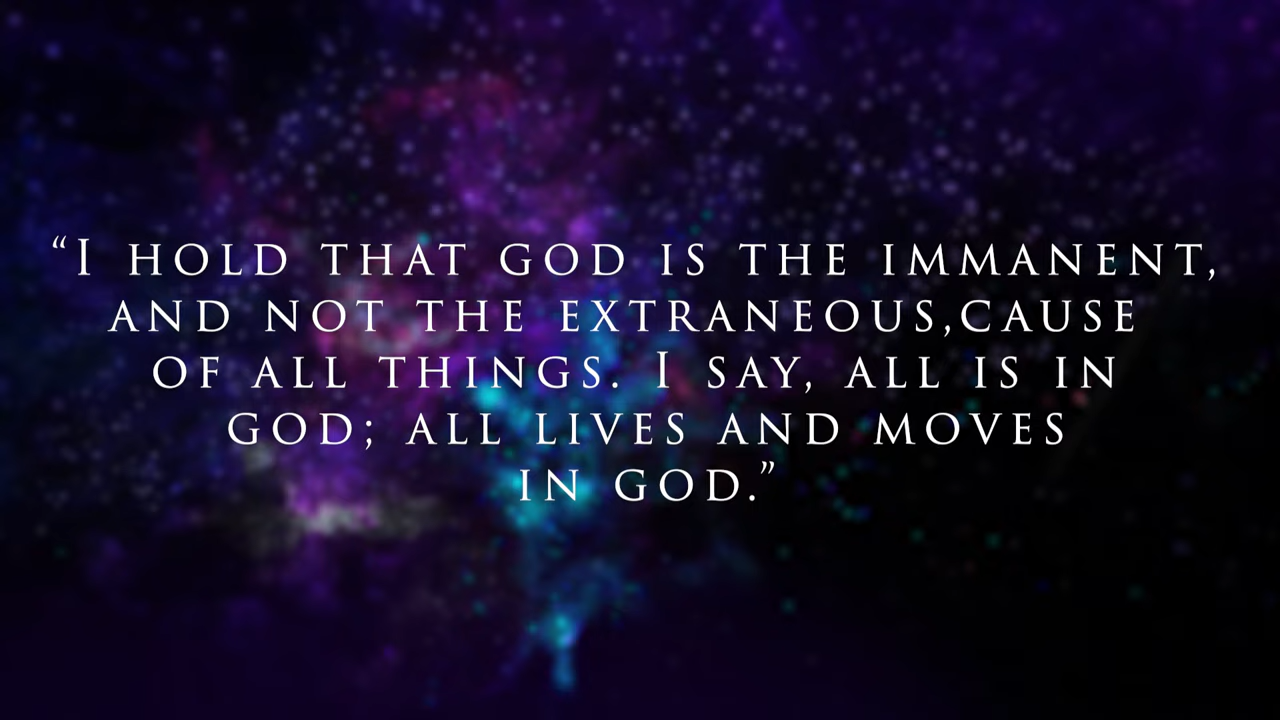 “I HOLD THAT GOD IS THE IMMANENT,
AND NOT THE EXTRANEOUS,CAUSE
OF ALL THINGS. I SAY, ALL IS IN
GOD; ALL LIVES AND MOVES
IN GOD.”